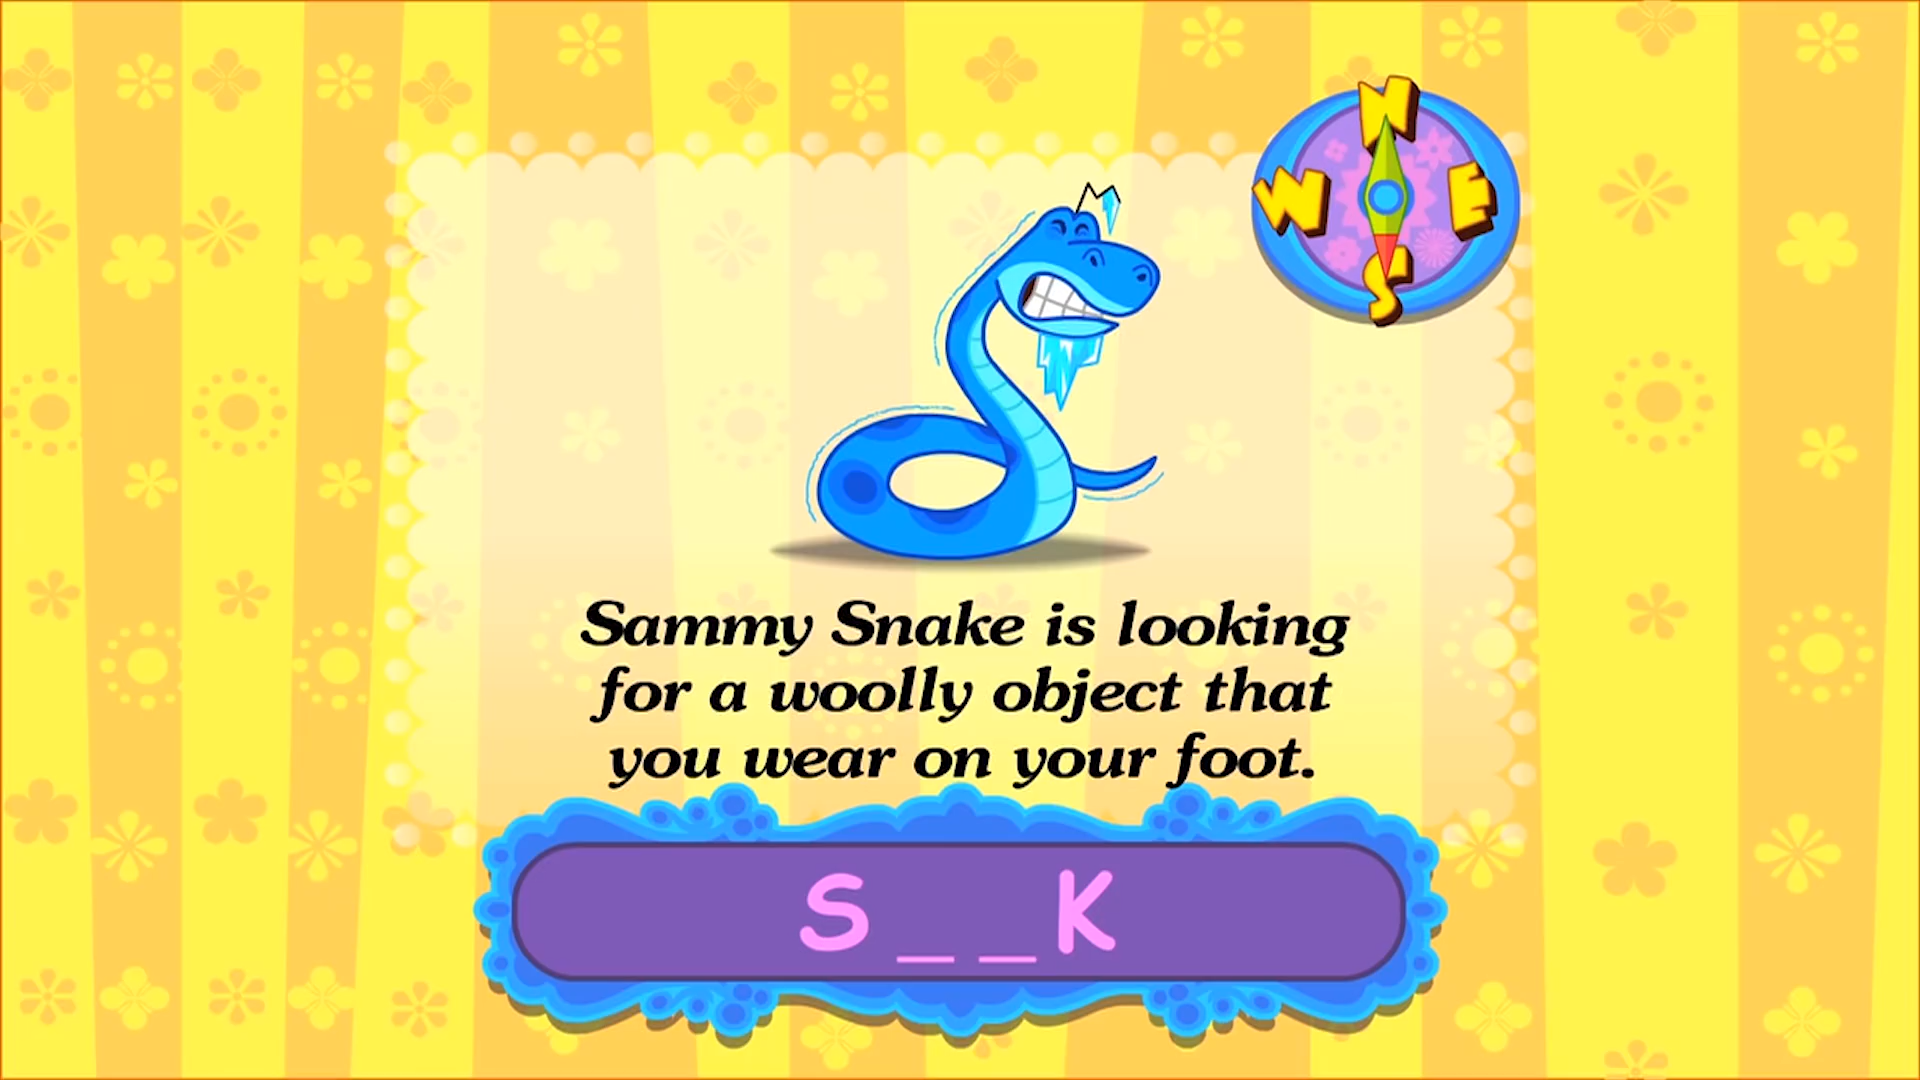 N
W E
S
Sammy Snake is looking
for a woolly object that
you wear on your foot.
S _ _ K